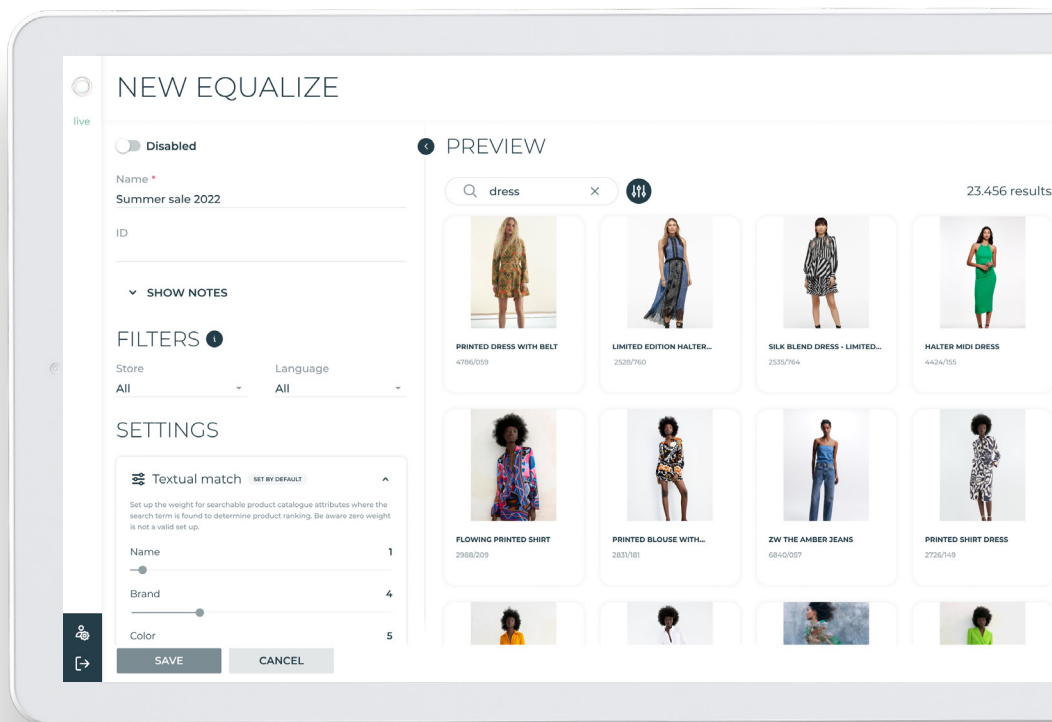 NEW EQUALIZE
live
Disabled
Name *
Summer sale 2022
ID
SHOW NOTES
FILTERS i
Store
Language
All
All
SETTINGS
Textual match SET BY DEFAULT
Set up the weight for searchable product catalogue attributes where the
search term is found to determine product ranking. Be aware zero weight
is not a valid set up.
Name 1
Brand 4
Color 5
SAVE
CANCEL
PREVIEW
dress
23.456 results
PRINTED DRESS WITH BELT
4786/059
LIMITED EDITION HALTER...
2528/760
SILK BLEND DRESS - LIMITED...
2535/764
HALTER MIDI DRESS
4424/155
FLOWING PRINTED SHIRT
2988/209
PRINTED BLOUSE WITH...
2831/181
ZW THE AMBER JEANS
6840/057
PRINTED SHIRT DRESS
2726/149